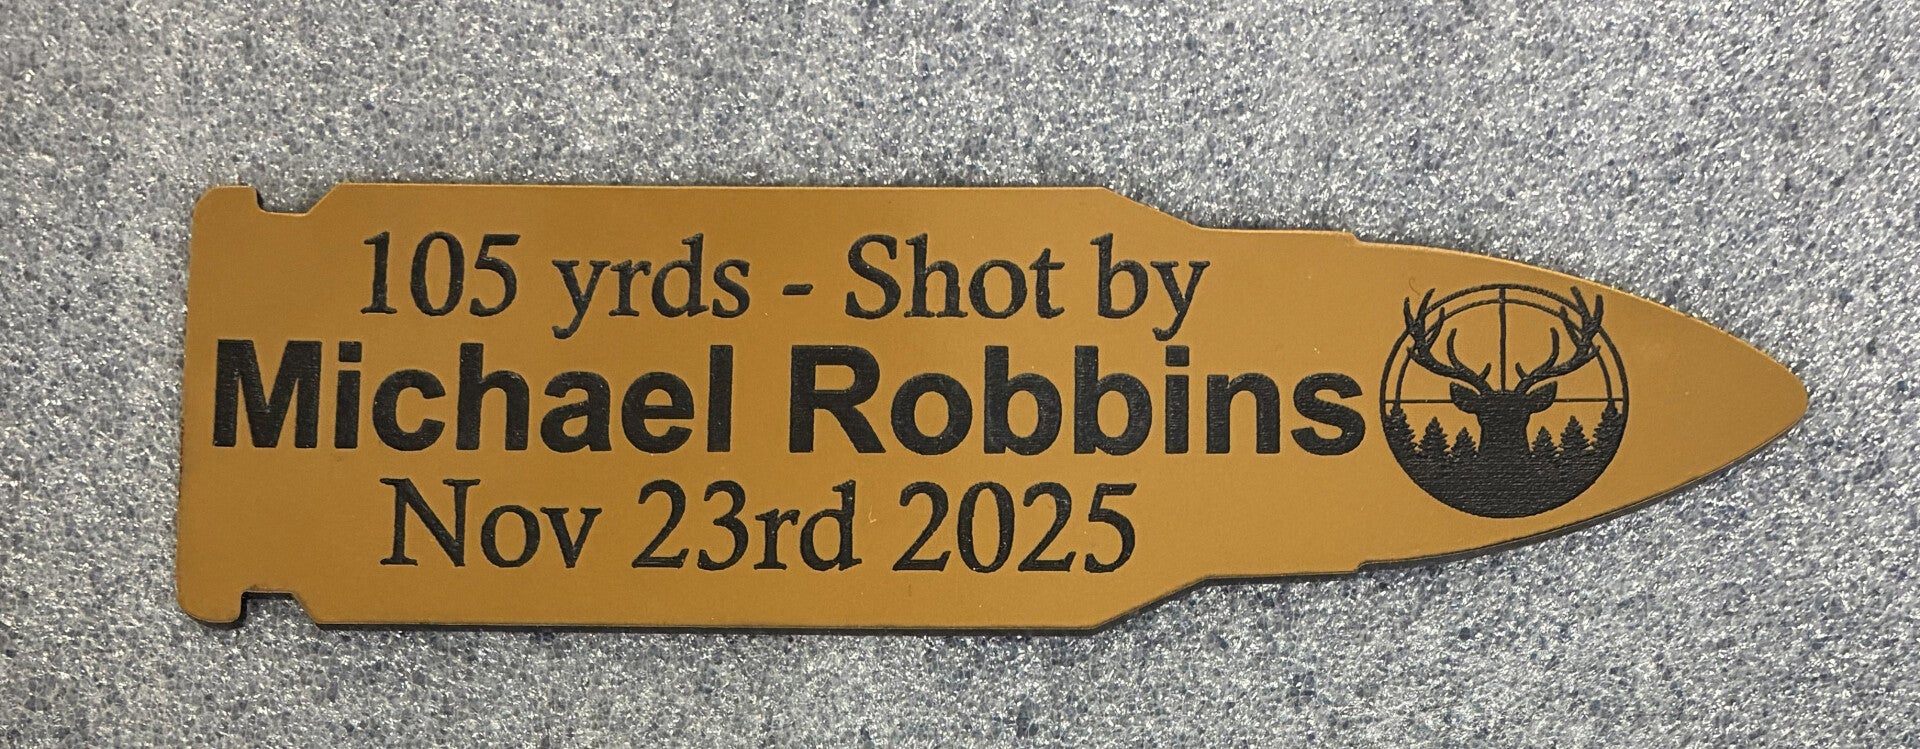 105 yrds - Shot by
Michael Robbins
Nov 23rd 2025